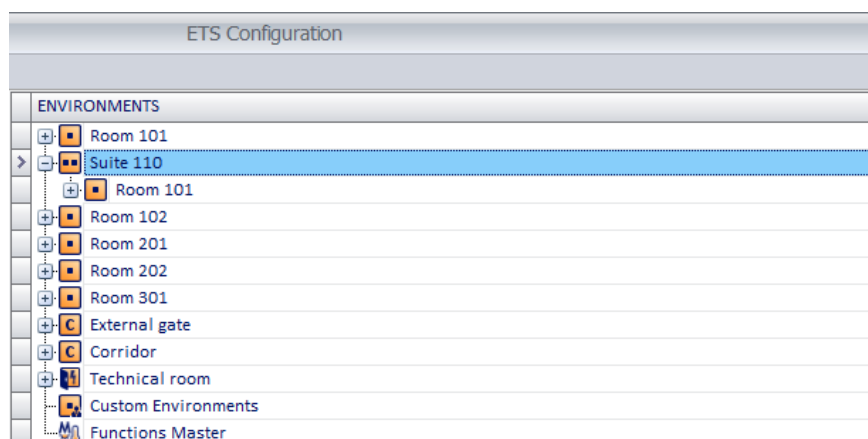 ETS Configuration
ENVIRONMENTS
Room 101
Suite 110
Room 101
Room 102
Room 201
Room 202
Room 301
C External gate
C Corridor
Technical room
Custom Environments
Functions Master